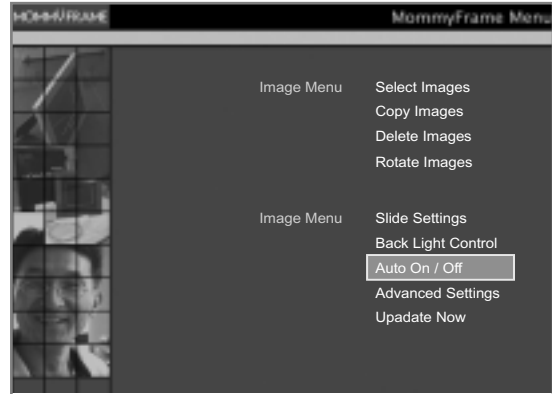 MOMMYFRAME MommyFrame Menu
Image Menu Select Images
Copy Images
Delete Images
Rotate Images
Image Menu Slide Settings
Back Light Control
Auto On / Off
Advanced Settings
Upadate Now